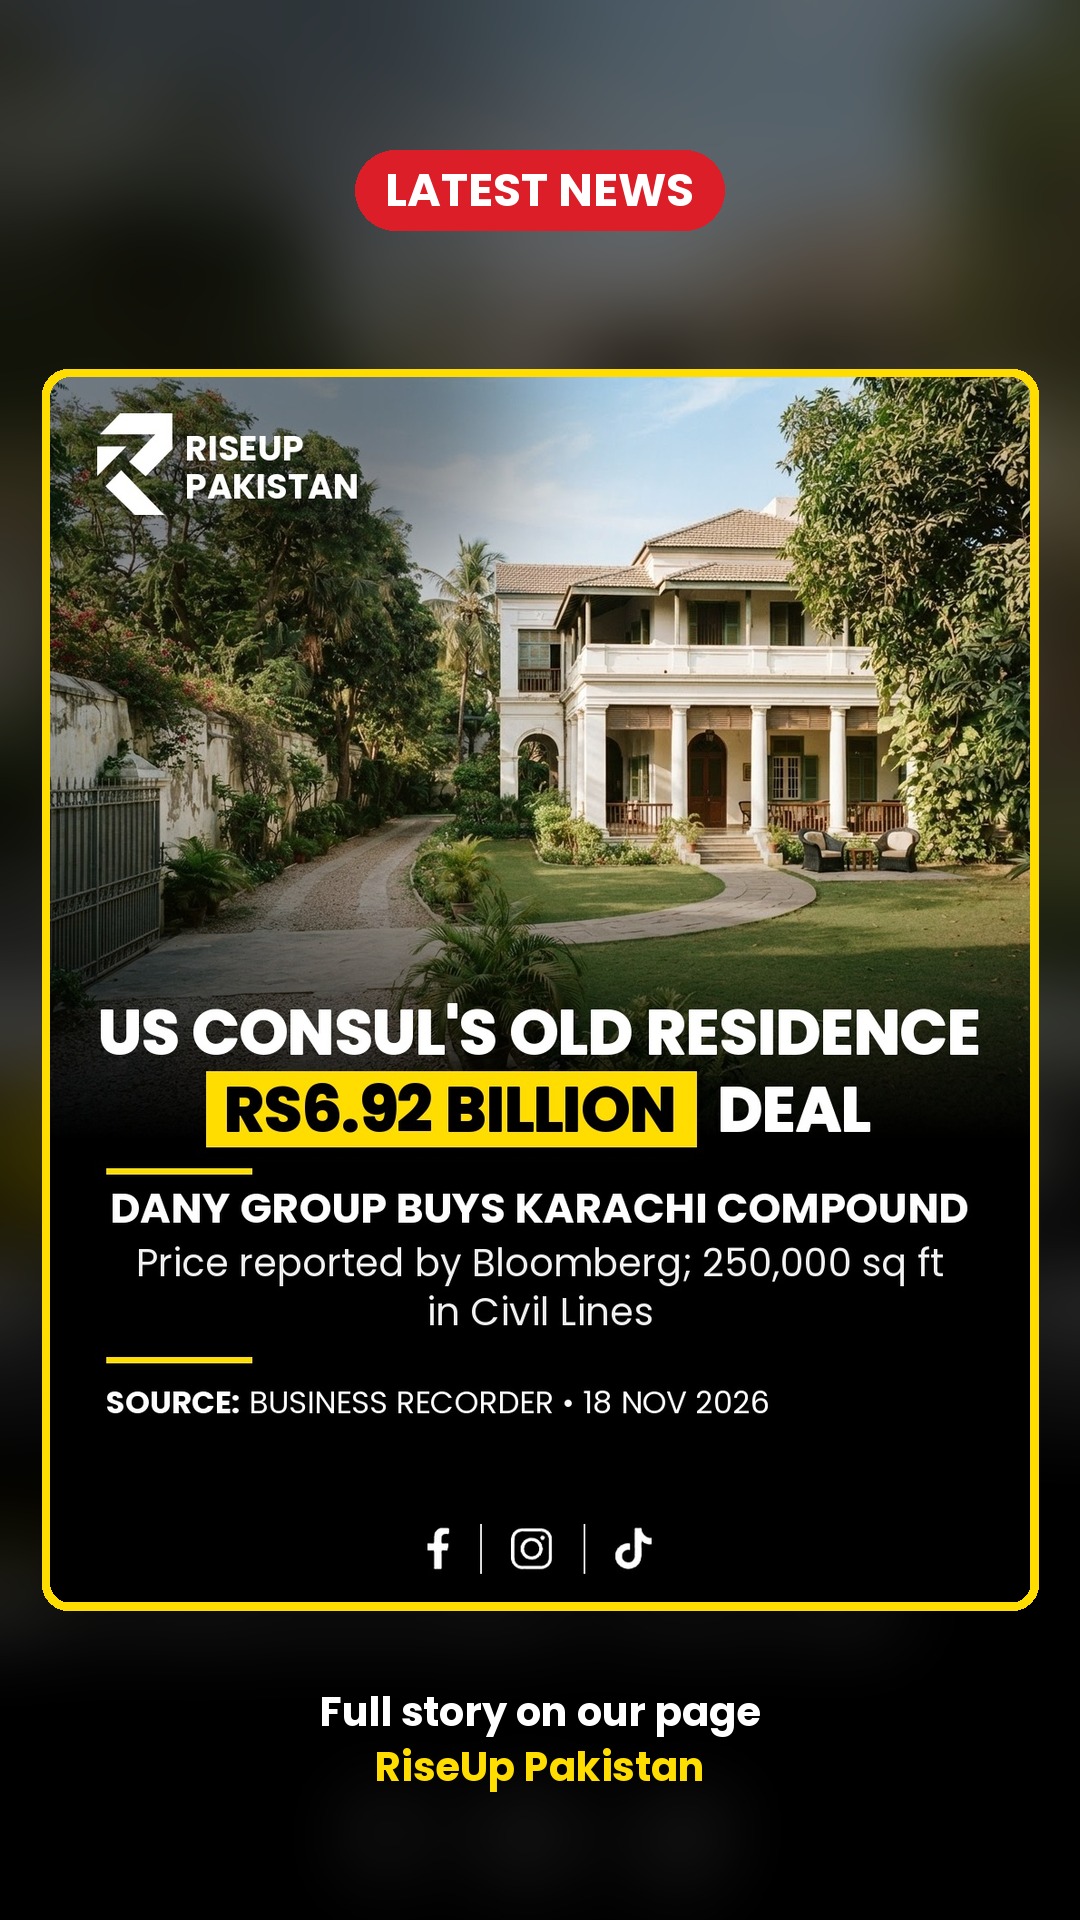 LATEST NEWS
RISEUP
PAKISTAN
US CONSUL'S OLD RESIDENCE
RS6.92 BILLION DEAL
DANY GROUP BUYS KARACHI COMPOUND
Price reported by Bloomberg; 250,000 sq ft
in Civil Lines
SOURCE: BUSINESS RECORDER • 18 NOV 2026
Full story on our page
RiseUp Pakistan